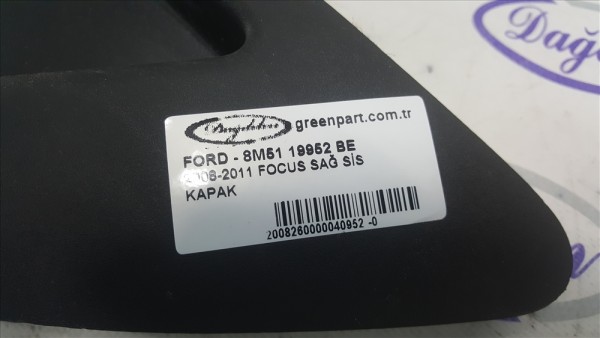 greenpart.com.tr
FORD - 8M51 19952 BE
2008-2011 FOCUS SAĞ SİS
KAPAK
2008260000040952 -0